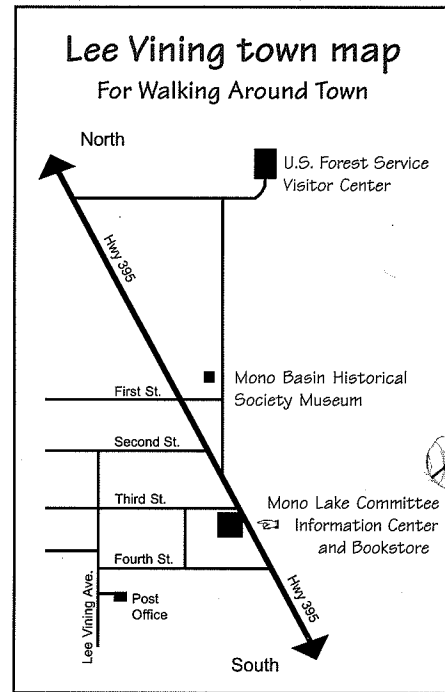 Lee Vining town map
For Walking Around Town
North
U.S. Forest Service
Visitor Center
Hwy 395
Mono Basin Historical
Society Museum
First St.
Second St.
Third St.
Mono Lake Committee
Information Center
and Bookstore
Fourth St.
Lee Vining Ave.
Post
Office
Hwy 395
South